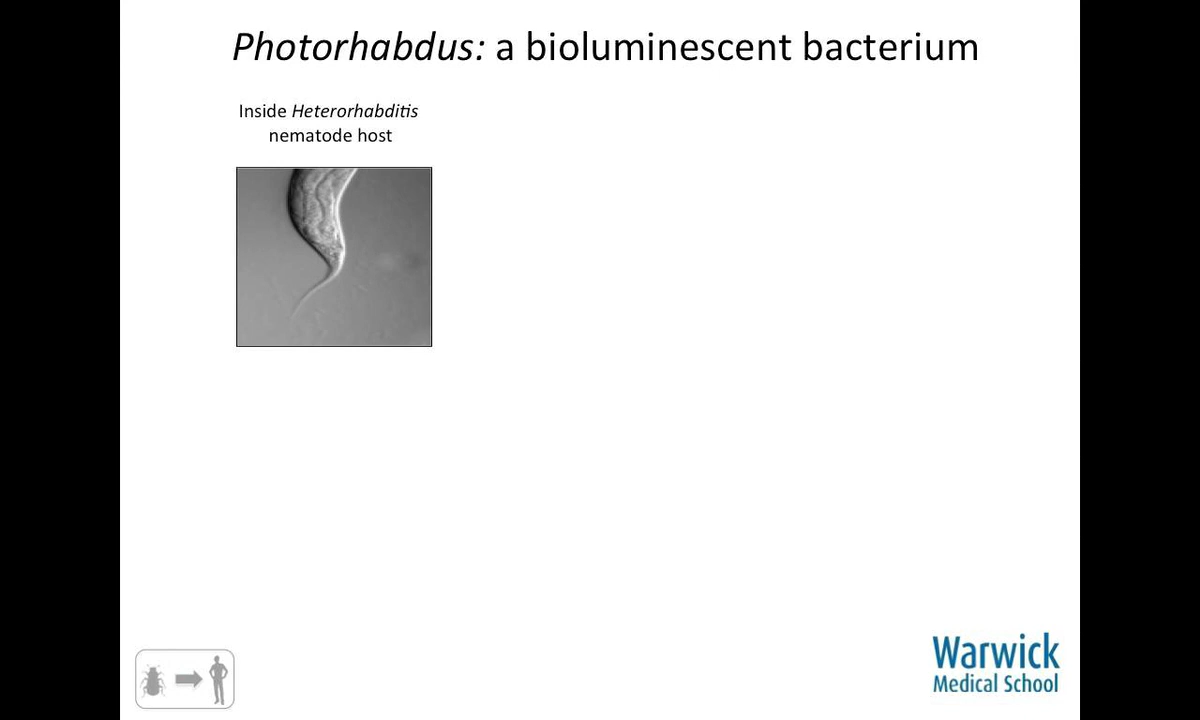 Photorhabdus: a bioluminescent bacterium
Inside Heterorhabditis
nematode host
Warwick
Medical School